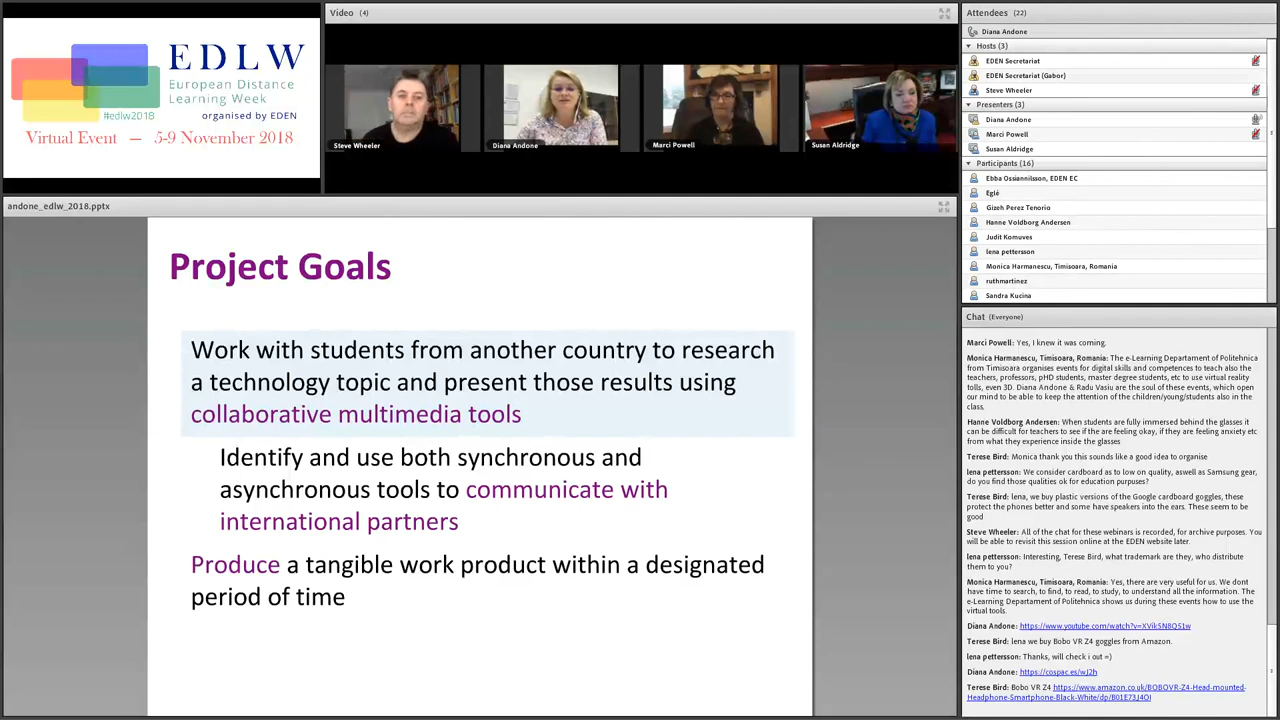 EDLW
European Distance
Learning Week
#edlw2018
organised by EDEN
Virtual Event — 5-9 November 2018
Video (4)
Steve Wheeler
Diana Andone
Marci Powell
Susan Aldridge
andone_edlw_2018.pptx
Project Goals
Work with students from another country to research
a technology topic and present those results using
collaborative multimedia tools
Identify and use both synchronous and
asynchronous tools to communicate with
international partners
Produce a tangible work product within a designated
period of time
Attendees (22)
Diana Andone
Hosts (3)
EDEN Secretariat
EDEN Secretariat (Gabor)
Steve Wheeler
Presenters (3)
Diana Andone
Marci Powell
Susan Aldridge
Participants (16)
Ebba Ossiannilsson, EDEN EC
Eglė
Gizeh Perez Tenorio
Hanne Voldborg Andersen
Judit Komuves
lena pettersson
Monica Harmanescu, Timisoara, Romania
ruthmartinez
Sandra Kucina
Chat (Everyone)
Marci Powell: Yes, I knew it was coming.
Monica Harmanescu, Timisoara, Romania: The e-Learning Departament of Politehnica
from Timisoara organises events for digital skills and competences to teach also the
teachers, professors, pHD students, master degree students, etc to use virtual reality
tolls, even 3D. Diana Andone & Radu Vasiu are the soul of these events, which open
our mind to be able to keep the attention of the children/young/students also in the
class.
Hanne Voldborg Andersen: When students are fully immersed behind the glasses it
can be difficult for teachers to see if the are feeling okay, if they are feeling anxiety etc
from what they experience inside the glasses
Terese Bird: Monica thank you this sounds like a good idea to organise
lena pettersson: We consider cardboard as to low on quality, aswell as Samsung gear,
do you find those qualities ok for education purpuses?
Terese Bird: lena, we buy plastic versions of the Google cardboard goggles, these
protect the phones better and some have speakers into the ears. These seem to be
good
Steve Wheeler: All of the chat for these webinars is recorded, for archive purposes. You
will be able to revisit this session online at the EDEN website later.
lena pettersson: Interesting, Terese Bird, what trademark are they, who distribute
them to you?
Monica Harmanescu, Timisoara, Romania: Yes, there are very useful for us. We dont
have time to search, to find, to read, to study, to understand all the information. The
e-Learning Departament of Politehnica shows us during these events how to use the
virtual tools.
Diana Andone: https://www.youtube.com/watch?v=XVik5N8Q51w
Terese Bird: lena we buy Bobo VR Z4 goggles from Amazon.
lena pettersson: Thanks, will check i out =)
Diana Andone: https://cospac.es/wJ2h
Terese Bird: Bobo VR Z4 https://www.amazon.co.uk/BOBOVR-Z4-Head-mounted-
Headphone-Smartphone-Black-White/dp/B01E73J4OI